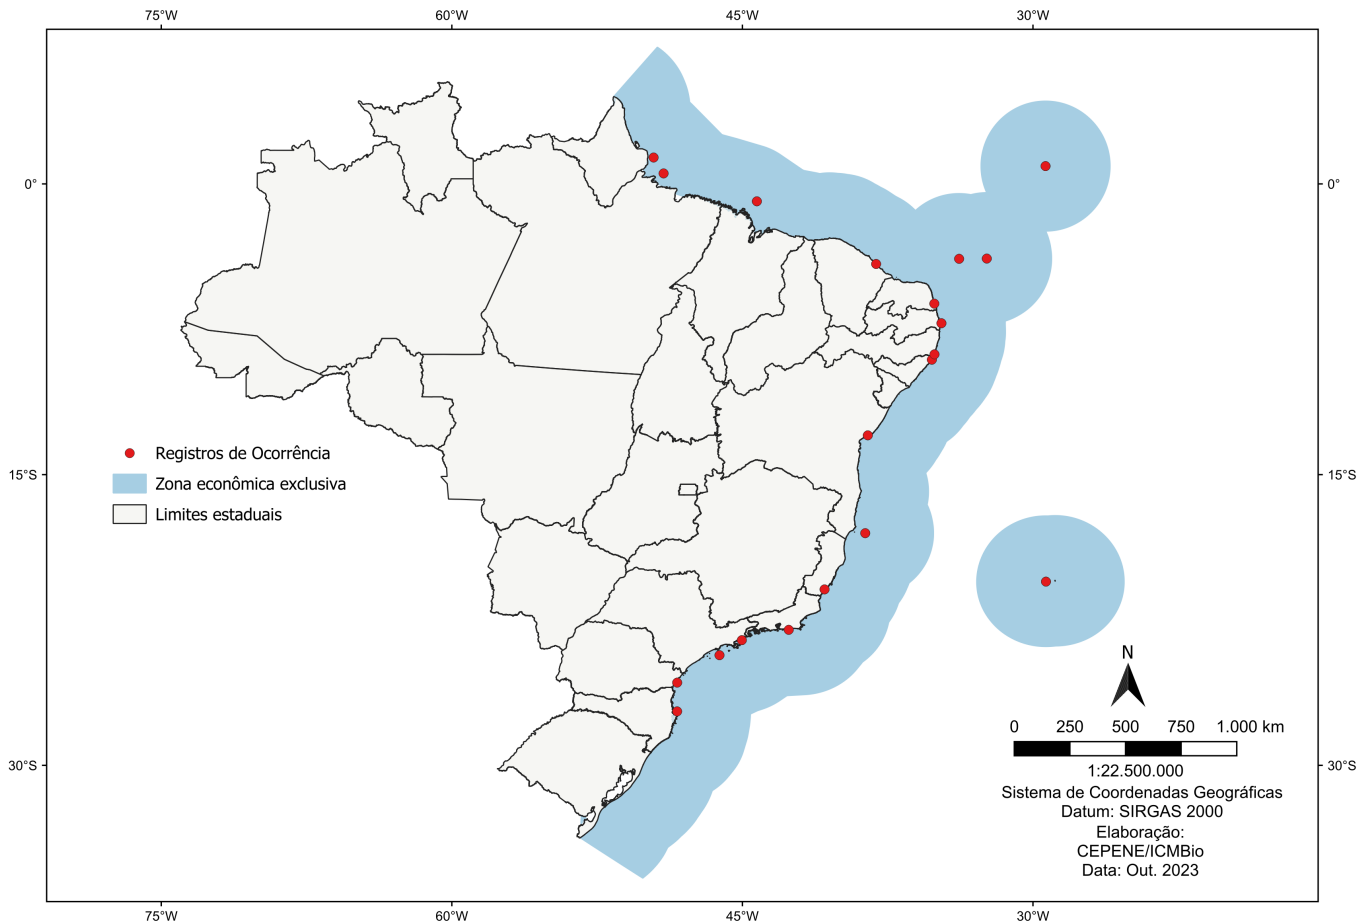 75°W 60°W 45°W 30°W
0° 0°
Registros de Ocorrência
15°S Zona econômica exclusiva 15°S
Limites estaduais
N
0 250 500 750 1.000 km
30°S 30°S
1:22.500.000
Sistema de Coordenadas Geográficas
Datum: SIRGAS 2000
Elaboração:
CEPENE/ICMBio
Data: Out. 2023
75°W 60°W 45°W 30°W